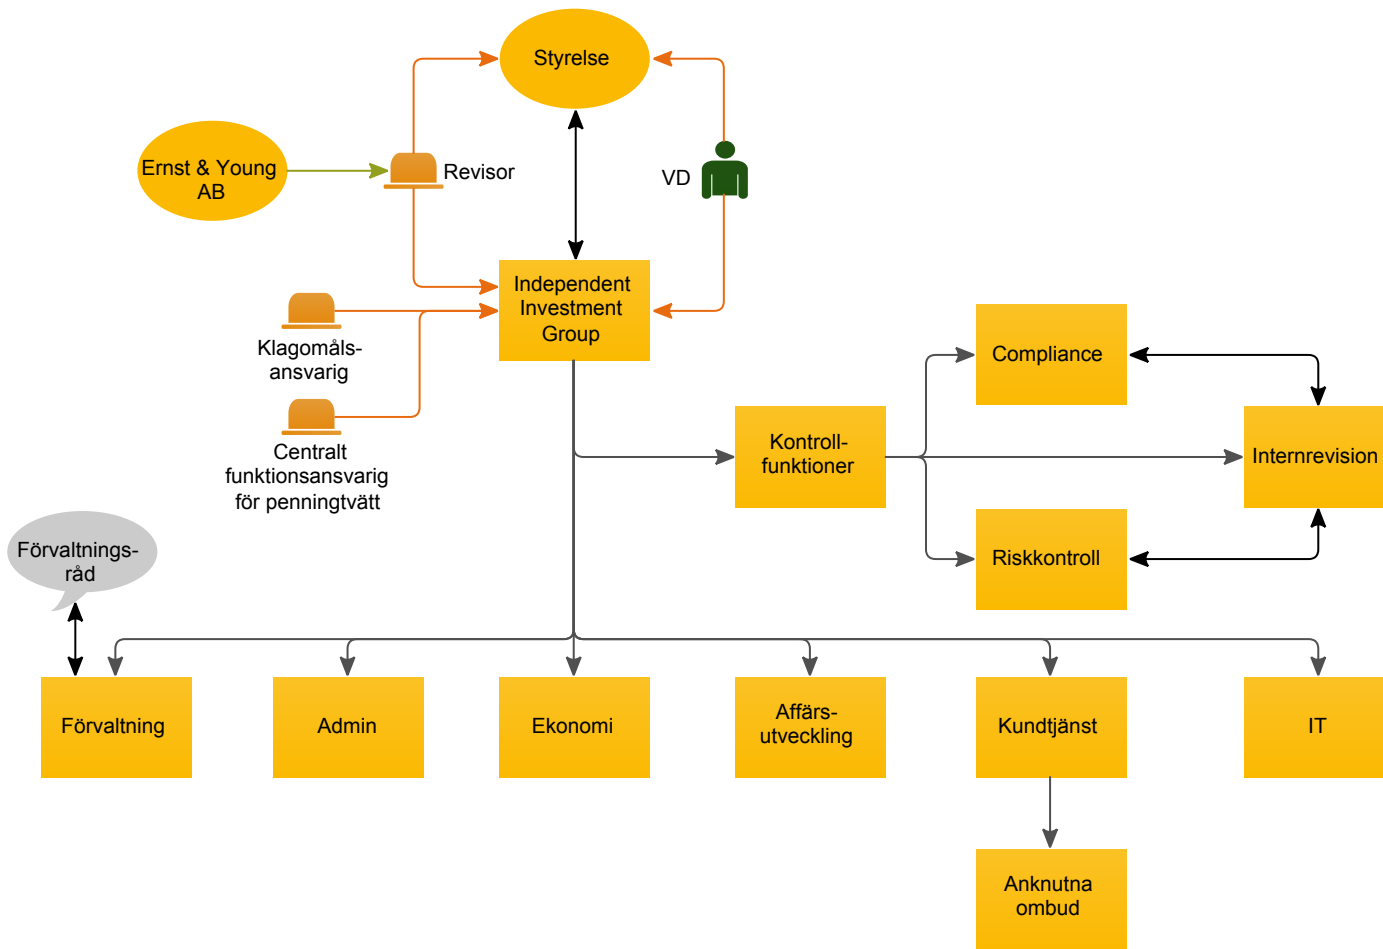 Styrelse
Ernst & Young
AB
Revisor
VD
Independent
Investment
Group
Klagomåls-
ansvarig
Centralt
funktionsansvarig
för penningtvätt
Compliance
Kontroll-
funktioner
Internrevision
Riskkontroll
Förvaltnings-
råd
Förvaltning
Admin
Ekonomi
Affärs-
utveckling
Kundtjänst
IT
Anknutna
ombud